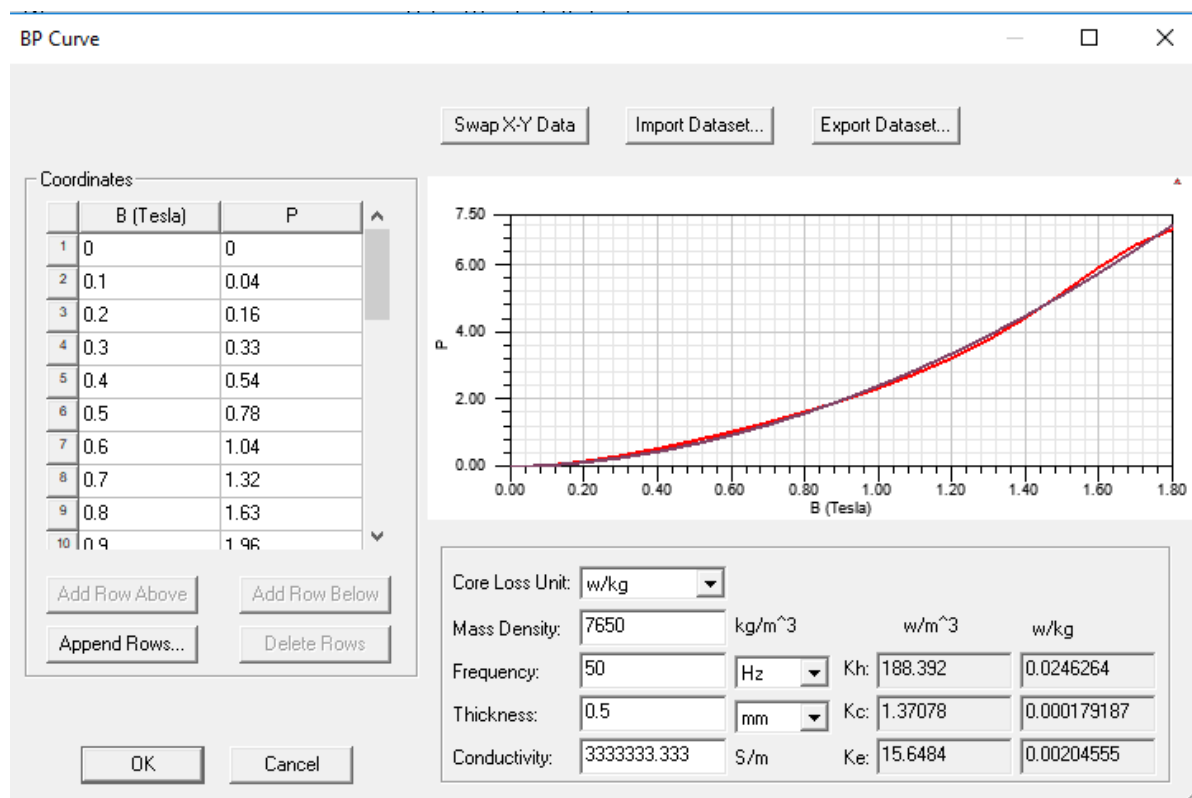 BP Curve
Swap X-Y Data Import Dataset... Export Dataset...
Coordinates
B (Tesla) P
1 0 0
2 0.1 0.04
3 0.2 0.16
4 0.3 0.33
5 0.4 0.54
6 0.5 0.78
7 0.6 1.04
8 0.7 1.32
9 0.8 1.63
10 0.9 1.96
Add Row Above Add Row Below
Append Rows... Delete Rows
OK Cancel
7.50
6.00
4.00
2.00
0.00
P
0.00 0.20 0.40 0.60 0.80 1.00 1.20 1.40 1.60 1.80
B (Tesla)
Core Loss Unit: w/kg
Mass Density: 7650 kg/m^3 w/m^3 w/kg
Frequency: 50 Hz Kh: 188.392 0.0246264
Thickness: 0.5 mm Kc: 1.37078 0.000179187
Conductivity: 3333333.333 S/m Ke: 15.6484 0.00204555